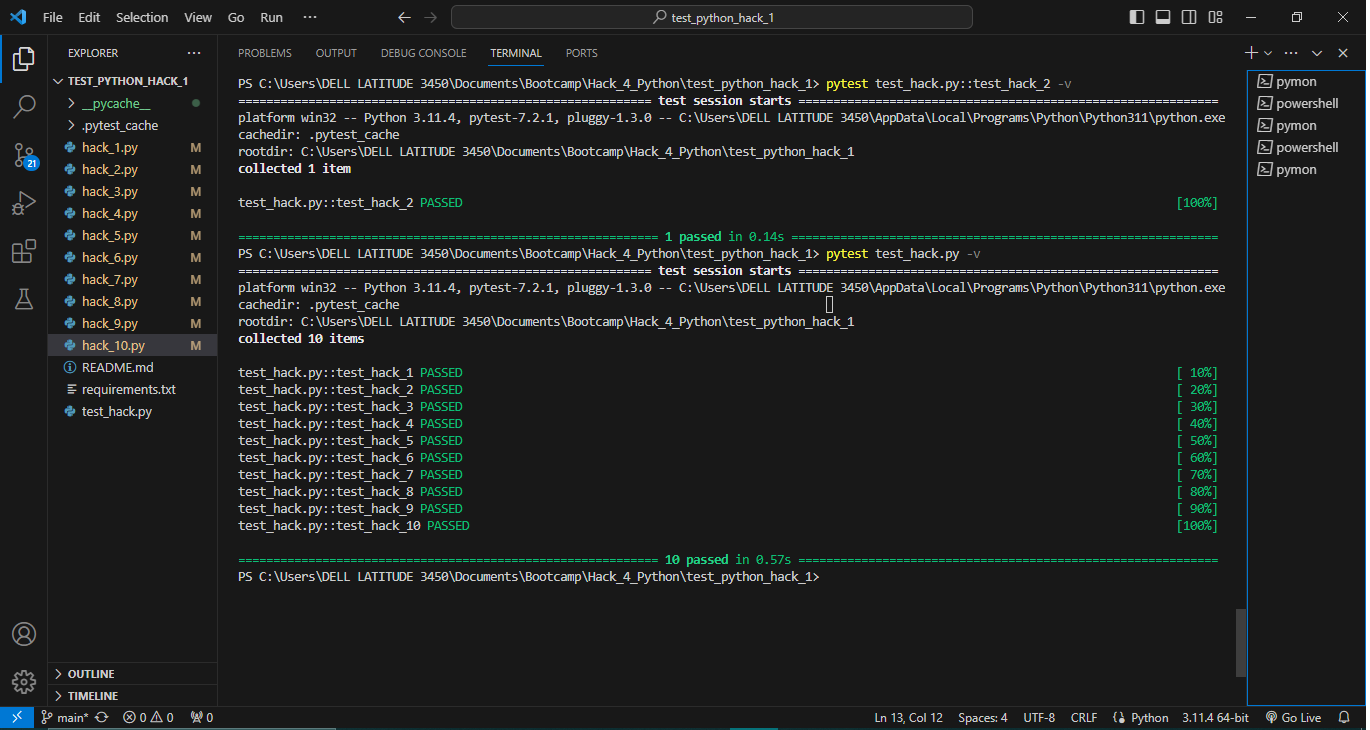 File Edit Selection View Go Run ··· test_python_hack_1
EXPLORER ···
TEST_PYTHON_HACK_1
__pycache__
.pytest_cache
hack_1.py M
hack_2.py M
hack_3.py M
hack_4.py M
hack_5.py M
hack_6.py M
hack_7.py M
hack_8.py M
hack_9.py M
hack_10.py M
README.md
requirements.txt
test_hack.py
OUTLINE
TIMELINE
21
PROBLEMS OUTPUT DEBUG CONSOLE TERMINAL PORTS
PS C:\Users\DELL LATITUDE 3450\Documents\Bootcamp\Hack_4_Python\test_python_hack_1> pytest test_hack.py::test_hack_2 -v
=========================================================== test session starts ============================================================
platform win32 -- Python 3.11.4, pytest-7.2.1, pluggy-1.3.0 -- C:\Users\DELL LATITUDE 3450\AppData\Local\Programs\Python\Python311\python.exe
cachedir: .pytest_cache
rootdir: C:\Users\DELL LATITUDE 3450\Documents\Bootcamp\Hack_4_Python\test_python_hack_1
collected 1 item
test_hack.py::test_hack_2 PASSED [100%]
============================================================ 1 passed in 0.14s =============================================================
PS C:\Users\DELL LATITUDE 3450\Documents\Bootcamp\Hack_4_Python\test_python_hack_1> pytest test_hack.py -v
=========================================================== test session starts ============================================================
platform win32 -- Python 3.11.4, pytest-7.2.1, pluggy-1.3.0 -- C:\Users\DELL LATITUDE 3450\AppData\Local\Programs\Python\Python311\python.exe
cachedir: .pytest_cache
rootdir: C:\Users\DELL LATITUDE 3450\Documents\Bootcamp\Hack_4_Python\test_python_hack_1
collected 10 items
test_hack.py::test_hack_1 PASSED [ 10%]
test_hack.py::test_hack_2 PASSED [ 20%]
test_hack.py::test_hack_3 PASSED [ 30%]
test_hack.py::test_hack_4 PASSED [ 40%]
test_hack.py::test_hack_5 PASSED [ 50%]
test_hack.py::test_hack_6 PASSED [ 60%]
test_hack.py::test_hack_7 PASSED [ 70%]
test_hack.py::test_hack_8 PASSED [ 80%]
test_hack.py::test_hack_9 PASSED [ 90%]
test_hack.py::test_hack_10 PASSED [100%]
============================================================ 10 passed in 0.57s ============================================================
PS C:\Users\DELL LATITUDE 3450\Documents\Bootcamp\Hack_4_Python\test_python_hack_1>
pymon
powershell
pymon
powershell
pymon
main* 0 0 0 Ln 13, Col 12 Spaces: 4 UTF-8 CRLF Python 3.11.4 64-bit Go Live